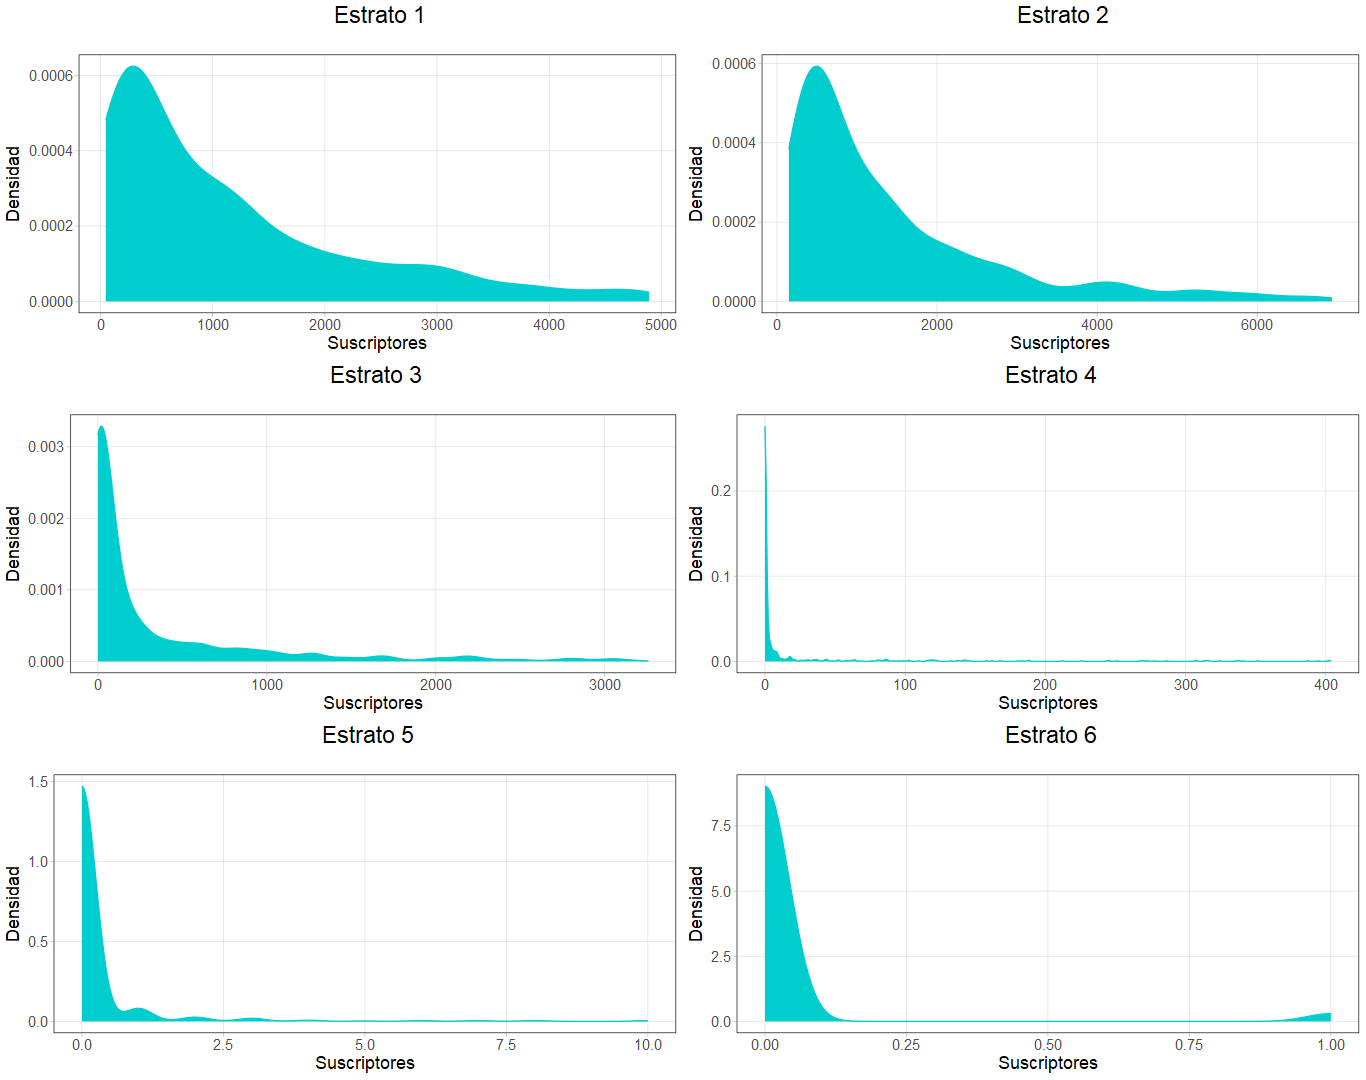 Estrato 1
0.0006
0.0004
0.0002
0.0000
Densidad
0 1000 2000 3000 4000 5000
Suscriptores
Estrato 2
0.0006
0.0004
0.0002
0.0000
Densidad
0 2000 4000 6000
Suscriptores
Estrato 3
0.003
0.002
0.001
0.000
Densidad
0 1000 2000 3000
Suscriptores
Estrato 4
0.2
0.1
0.0
Densidad
0 100 200 300 400
Suscriptores
Estrato 5
1.5
1.0
0.5
0.0
Densidad
0.0 2.5 5.0 7.5 10.0
Suscriptores
Estrato 6
7.5
5.0
2.5
0.0
Densidad
0.00 0.25 0.50 0.75 1.00
Suscriptores